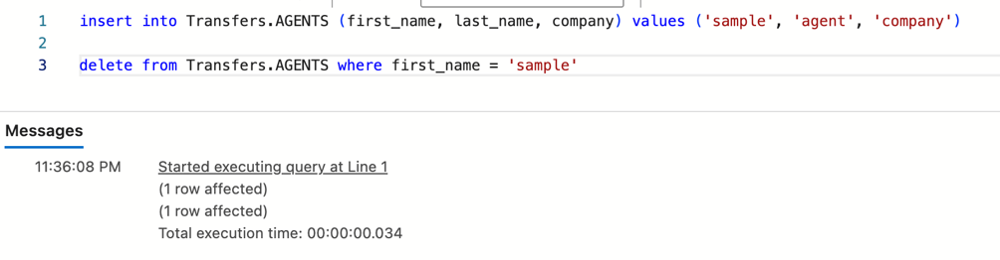 1 insert into Transfers.AGENTS (first_name, last_name, company) values ('sample', 'agent', 'company')
2
3 delete from Transfers.AGENTS where first_name = 'sample'
Messages
11:36:08 PM Started executing query at Line 1
(1 row affected)
(1 row affected)
Total execution time: 00:00:00.034